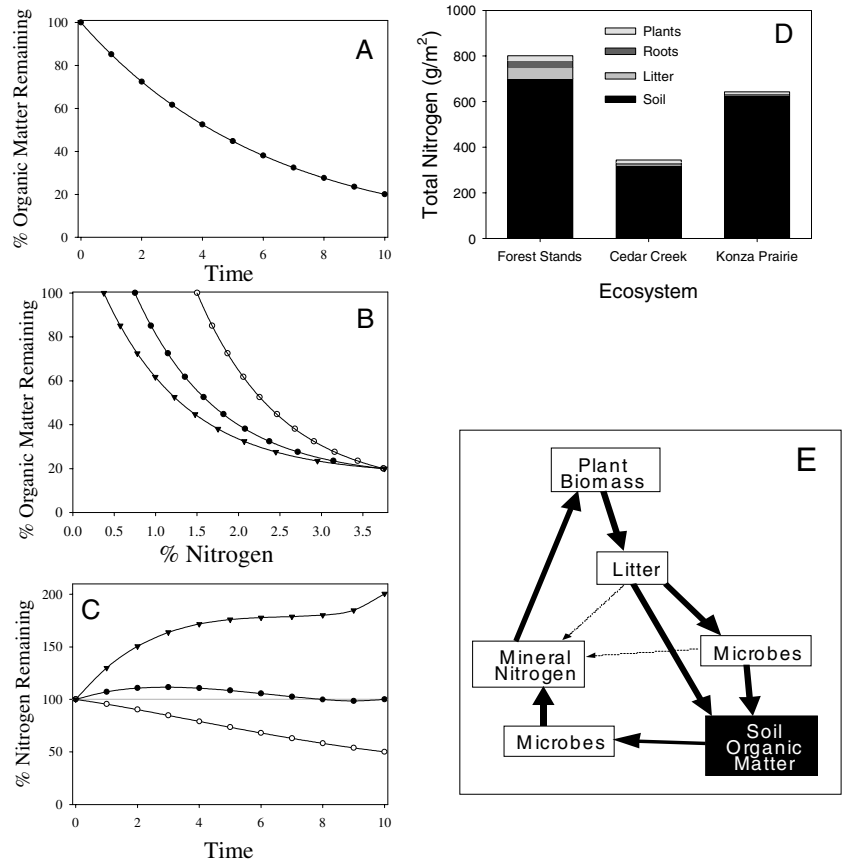 A
% Organic Matter Remaining
100
80
60
40
20
0
0 2 4 6 8 10
Time
B
% Organic Matter Remaining
100
80
60
40
20
0
0.0 0.5 1.0 1.5 2.0 2.5 3.0 3.5
% Nitrogen
C
% Nitrogen Remaining
200
150
100
50
0
0 2 4 6 8 10
Time
D
Total Nitrogen (g/m²)
1000
800
600
400
200
0
Plants
Roots
Litter
Soil
Forest Stands Cedar Creek Konza Prairie
Ecosystem
E
Plant
Biomass
Litter
Mineral
Nitrogen
Microbes
Microbes
Soil
Organic
Matter